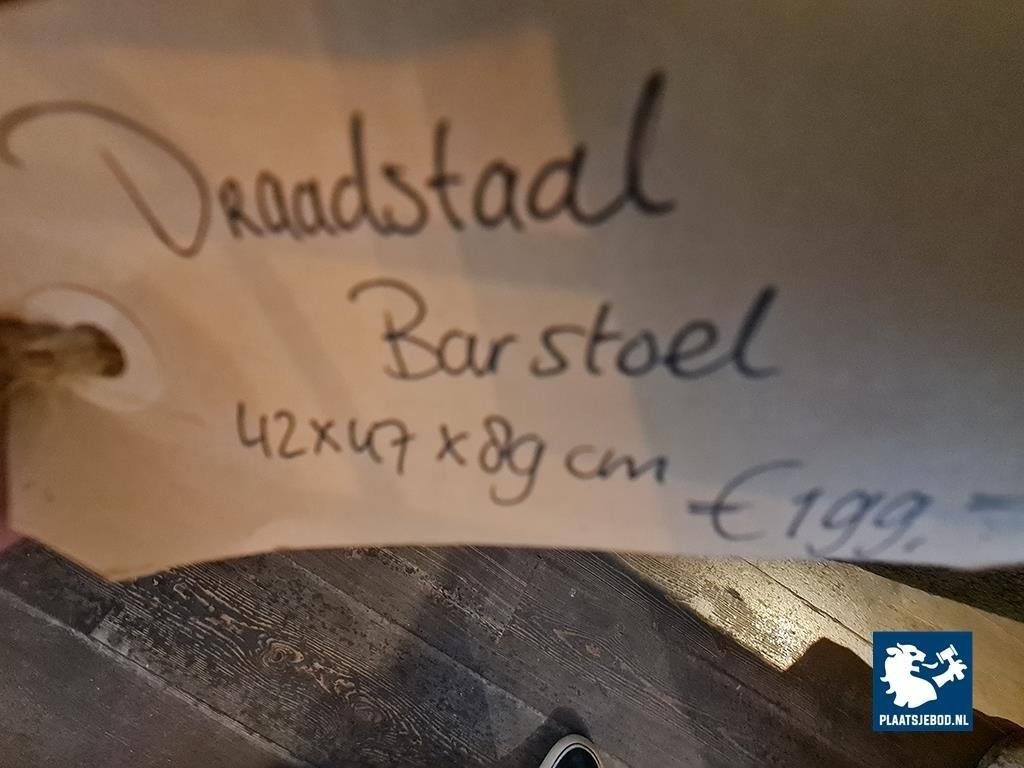 Draadstaal
Barstoel
42x47x89 cm
€199.-
PLAATSJEBOD.NL